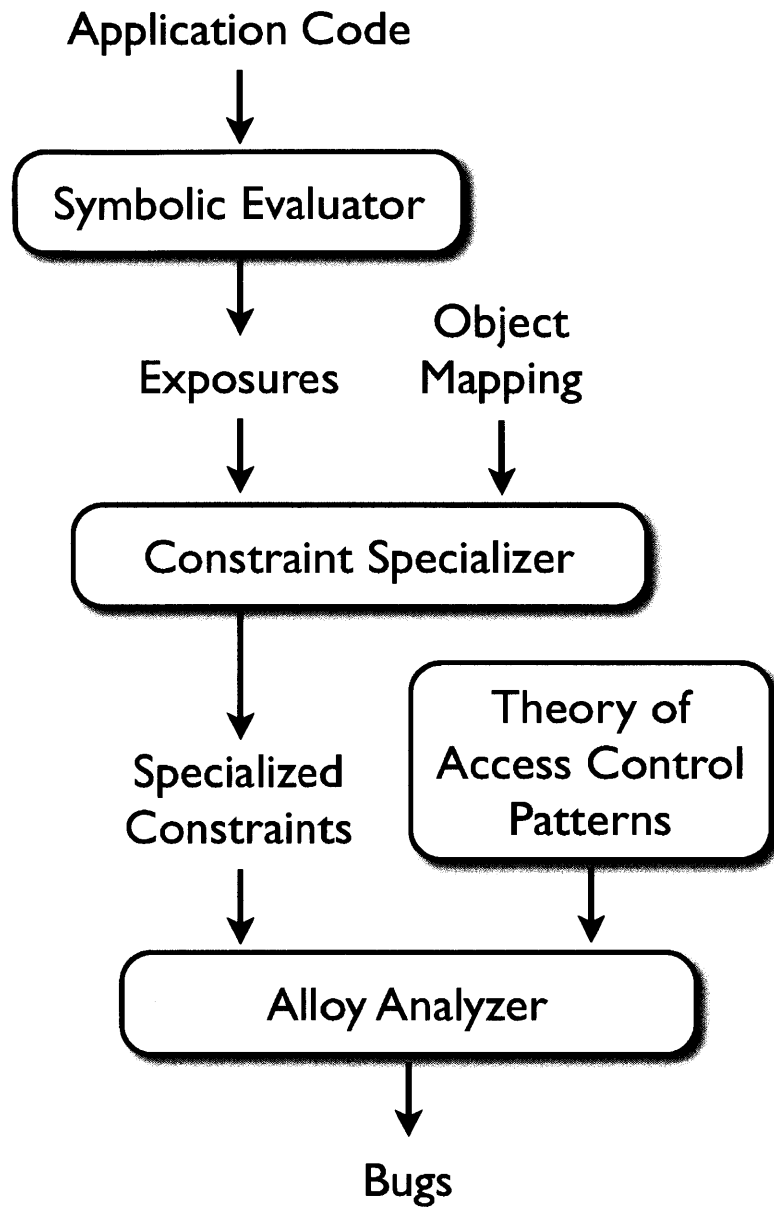 Application Code
Symbolic Evaluator
Exposures
Object
Mapping
Constraint Specializer
Specialized
Constraints
Theory of
Access Control
Patterns
Alloy Analyzer
Bugs